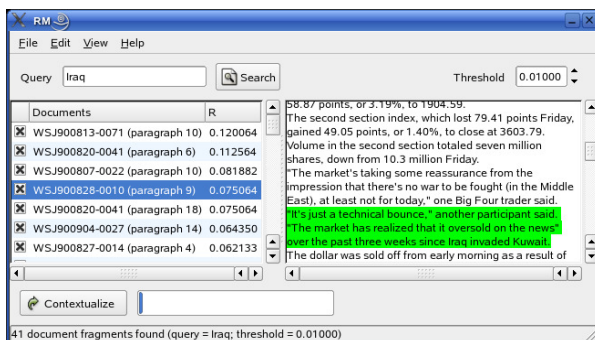 RM
File Edit View Help
Query Iraq Search Threshold 0.01000
Documents R
WSJ900813-0071 (paragraph 10) 0.120064
WSJ900820-0041 (paragraph 6) 0.112564
WSJ900807-0022 (paragraph 10) 0.081882
WSJ900828-0010 (paragraph 9) 0.075064
WSJ900820-0041 (paragraph 18) 0.075064
WSJ900904-0027 (paragraph 14) 0.064350
WSJ900827-0014 (paragraph 4) 0.062133
58.87 points, or 3.19%, to 1904.59.
The second section index, which lost 79.41 points Friday,
gained 49.05 points, or 1.40%, to close at 3603.79.
Volume in the second section totaled seven million
shares, down from 10.3 million Friday.
"The market's taking some reassurance from the
impression that there's no war to be fought (in the Middle
East), at least not for today," one Big Four trader said.
"It's just a technical bounce," another participant said.
"The market has realized that it oversold on the news"
over the past three weeks since Iraq invaded Kuwait.
The dollar was sold off from early morning as a result of
Contextualize
41 document fragments found (query = Iraq; threshold = 0.01000)